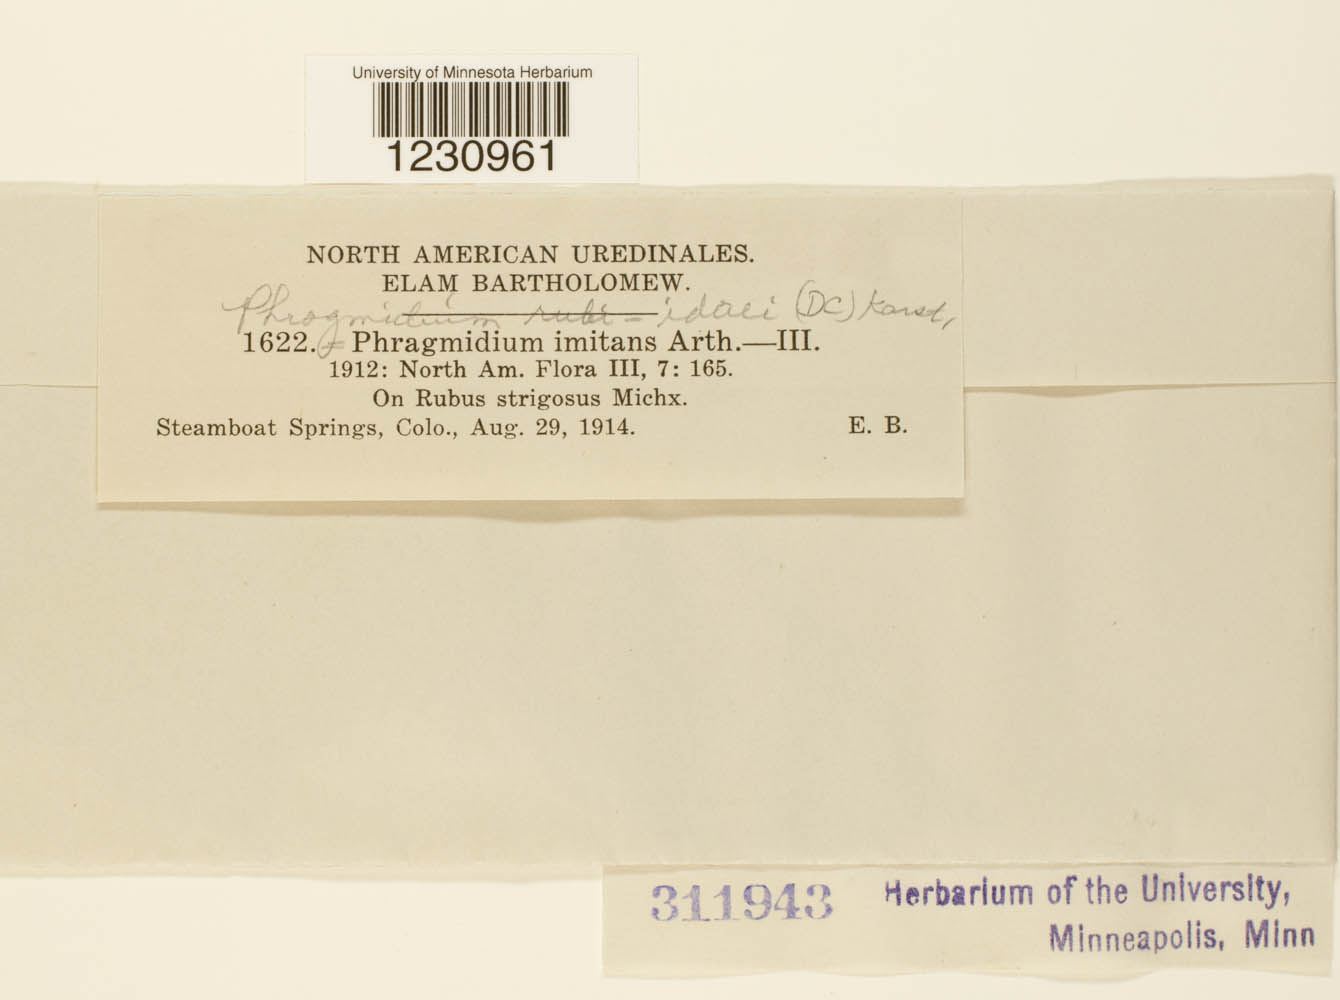 University of Minnesota Herbarium
1230961
NORTH AMERICAN UREDINALES.
ELAM BARTHOLOMEW.
Phragmidium rubi-idaei (DC) Karst,
1622. = Phragmidium imitans Arth.—III.
1912: North Am. Flora III, 7: 165.
On Rubus strigosus Michx.
Steamboat Springs, Colo., Aug. 29, 1914. E. B.
311943 Herbarium of the University,
Minneapolis, Minn